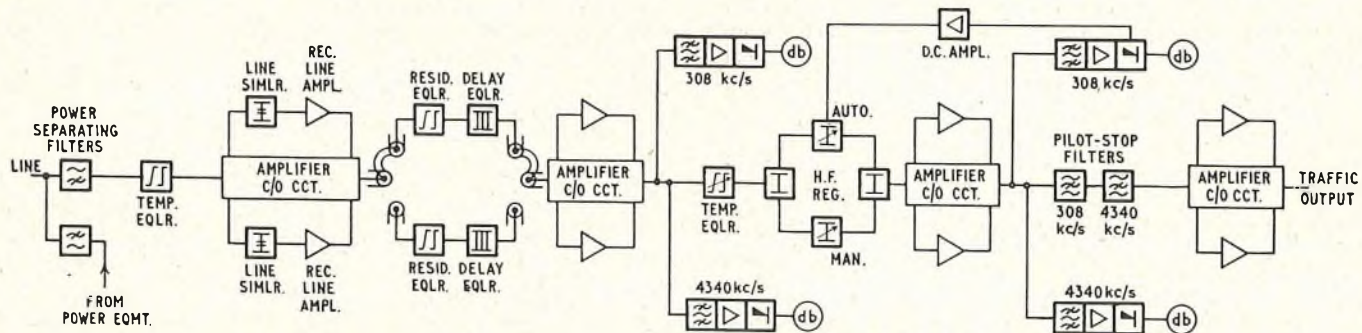 POWER
SEPARATING
FILTERS
LINE
FROM
POWER EQMT.
TEMP.
EQLR.
LINE
SIMLR.
REC.
LINE
AMPL.
AMPLIFIER
C/O CCT.
LINE
SIMLR.
REC.
LINE
AMPL.
RESID.
EQLR.
DELAY
EQLR.
RESID.
EQLR.
DELAY
EQLR.
AMPLIFIER
C/O CCT.
308 kc/s
db
4340kc/s
db
TEMP.
EQLR.
AUTO.
H.F.
REG.
MAN.
D.C. AMPL.
AMPLIFIER
C/O CCT.
308 kc/s
db
PILOT-STOP
FILTERS
308
kc/s
4340
kc/s
4340kc/s
db
AMPLIFIER
C/O CCT.
TRAFFIC
OUTPUT